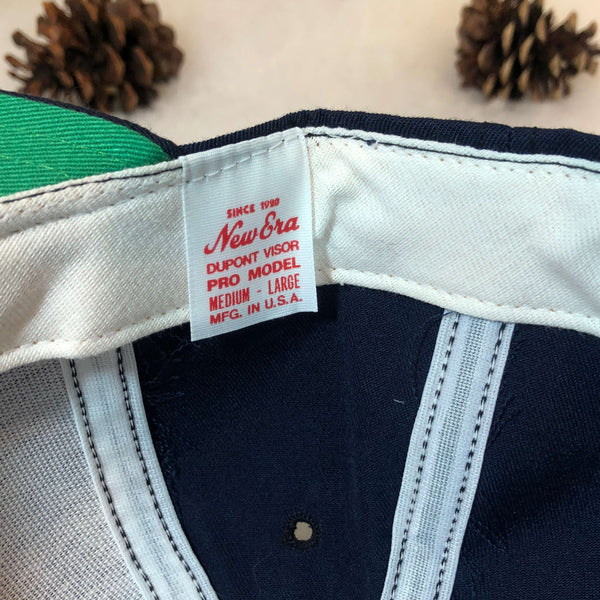 SINCE 1920
New Era
DUPONT VISOR
PRO MODEL
MEDIUM - LARGE
MFG. IN U.S.A.